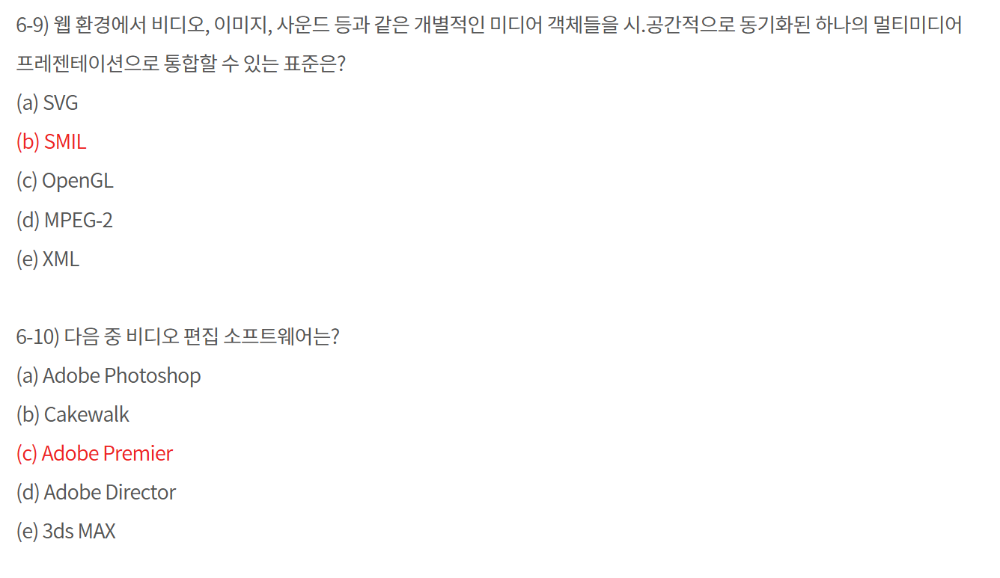 6-9) 웹 환경에서 비디오, 이미지, 사운드 등과 같은 개별적인 미디어 객체들을 시.공간적으로 동기화된 하나의 멀티미디어
프레젠테이션으로 통합할 수 있는 표준은?
(a) SVG
(b) SMIL
(c) OpenGL
(d) MPEG-2
(e) XML
6-10) 다음 중 비디오 편집 소프트웨어는?
(a) Adobe Photoshop
(b) Cakewalk
(c) Adobe Premier
(d) Adobe Director
(e) 3ds MAX